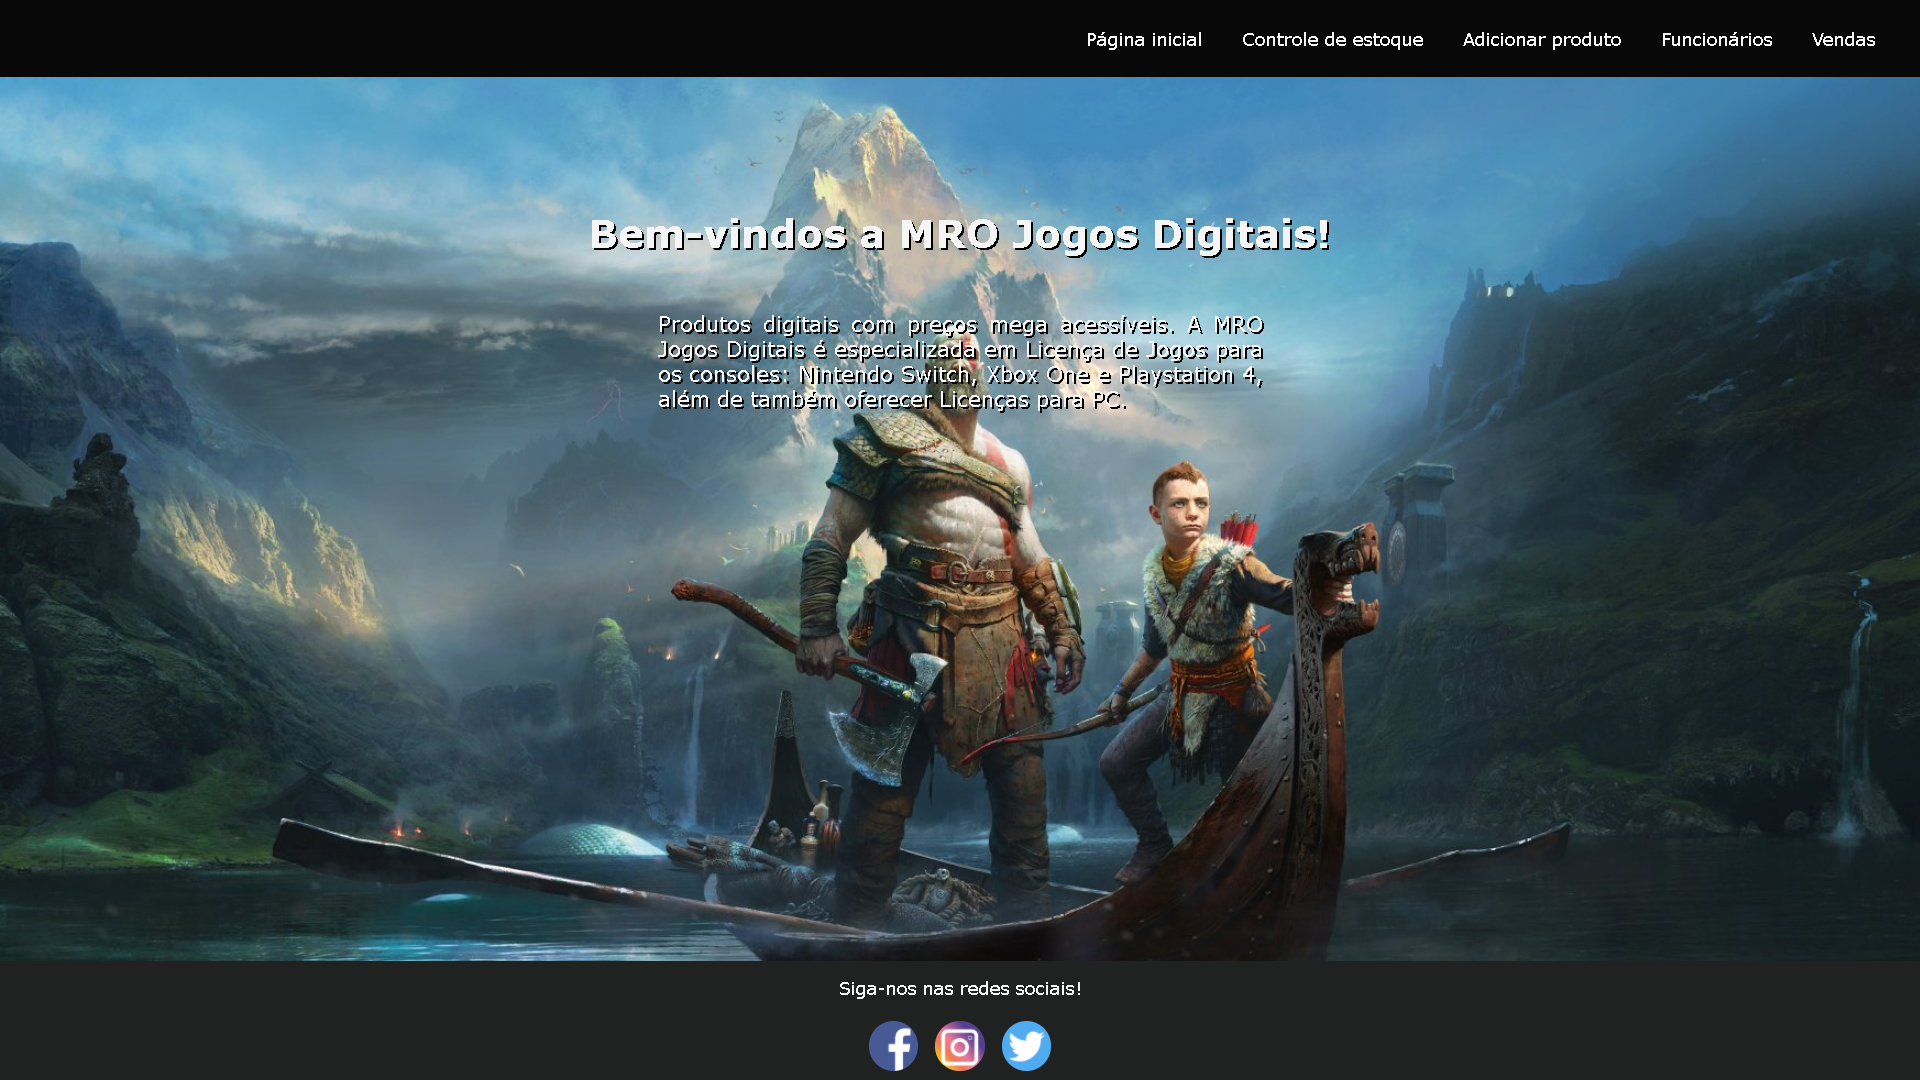 Página inicial Controle de estoque Adicionar produto Funcionários Vendas
Bem-vindos a MRO Jogos Digitais!
Produtos digitais com preços mega acessíveis. A MRO
Jogos Digitais é especializada em Licença de Jogos para
os consoles: Nintendo Switch, Xbox One e Playstation 4,
além de também oferecer Licenças para PC.
Siga-nos nas redes sociais!